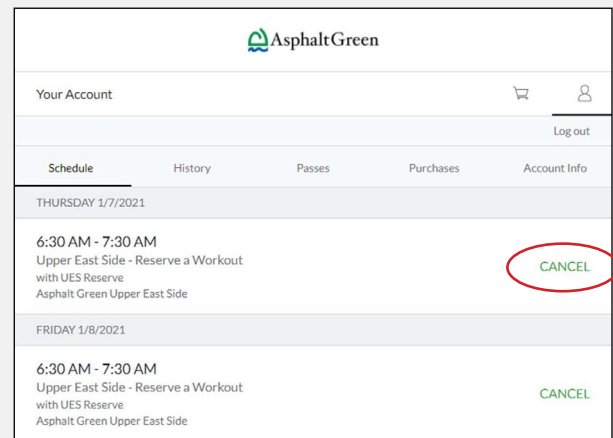 AsphaltGreen
Your Account
Log out
Schedule History Passes Purchases Account Info
THURSDAY 1/7/2021
6:30 AM - 7:30 AM
Upper East Side - Reserve a Workout
with UES Reserve
Asphalt Green Upper East Side
CANCEL
FRIDAY 1/8/2021
6:30 AM - 7:30 AM
Upper East Side - Reserve a Workout
with UES Reserve
Asphalt Green Upper East Side
CANCEL